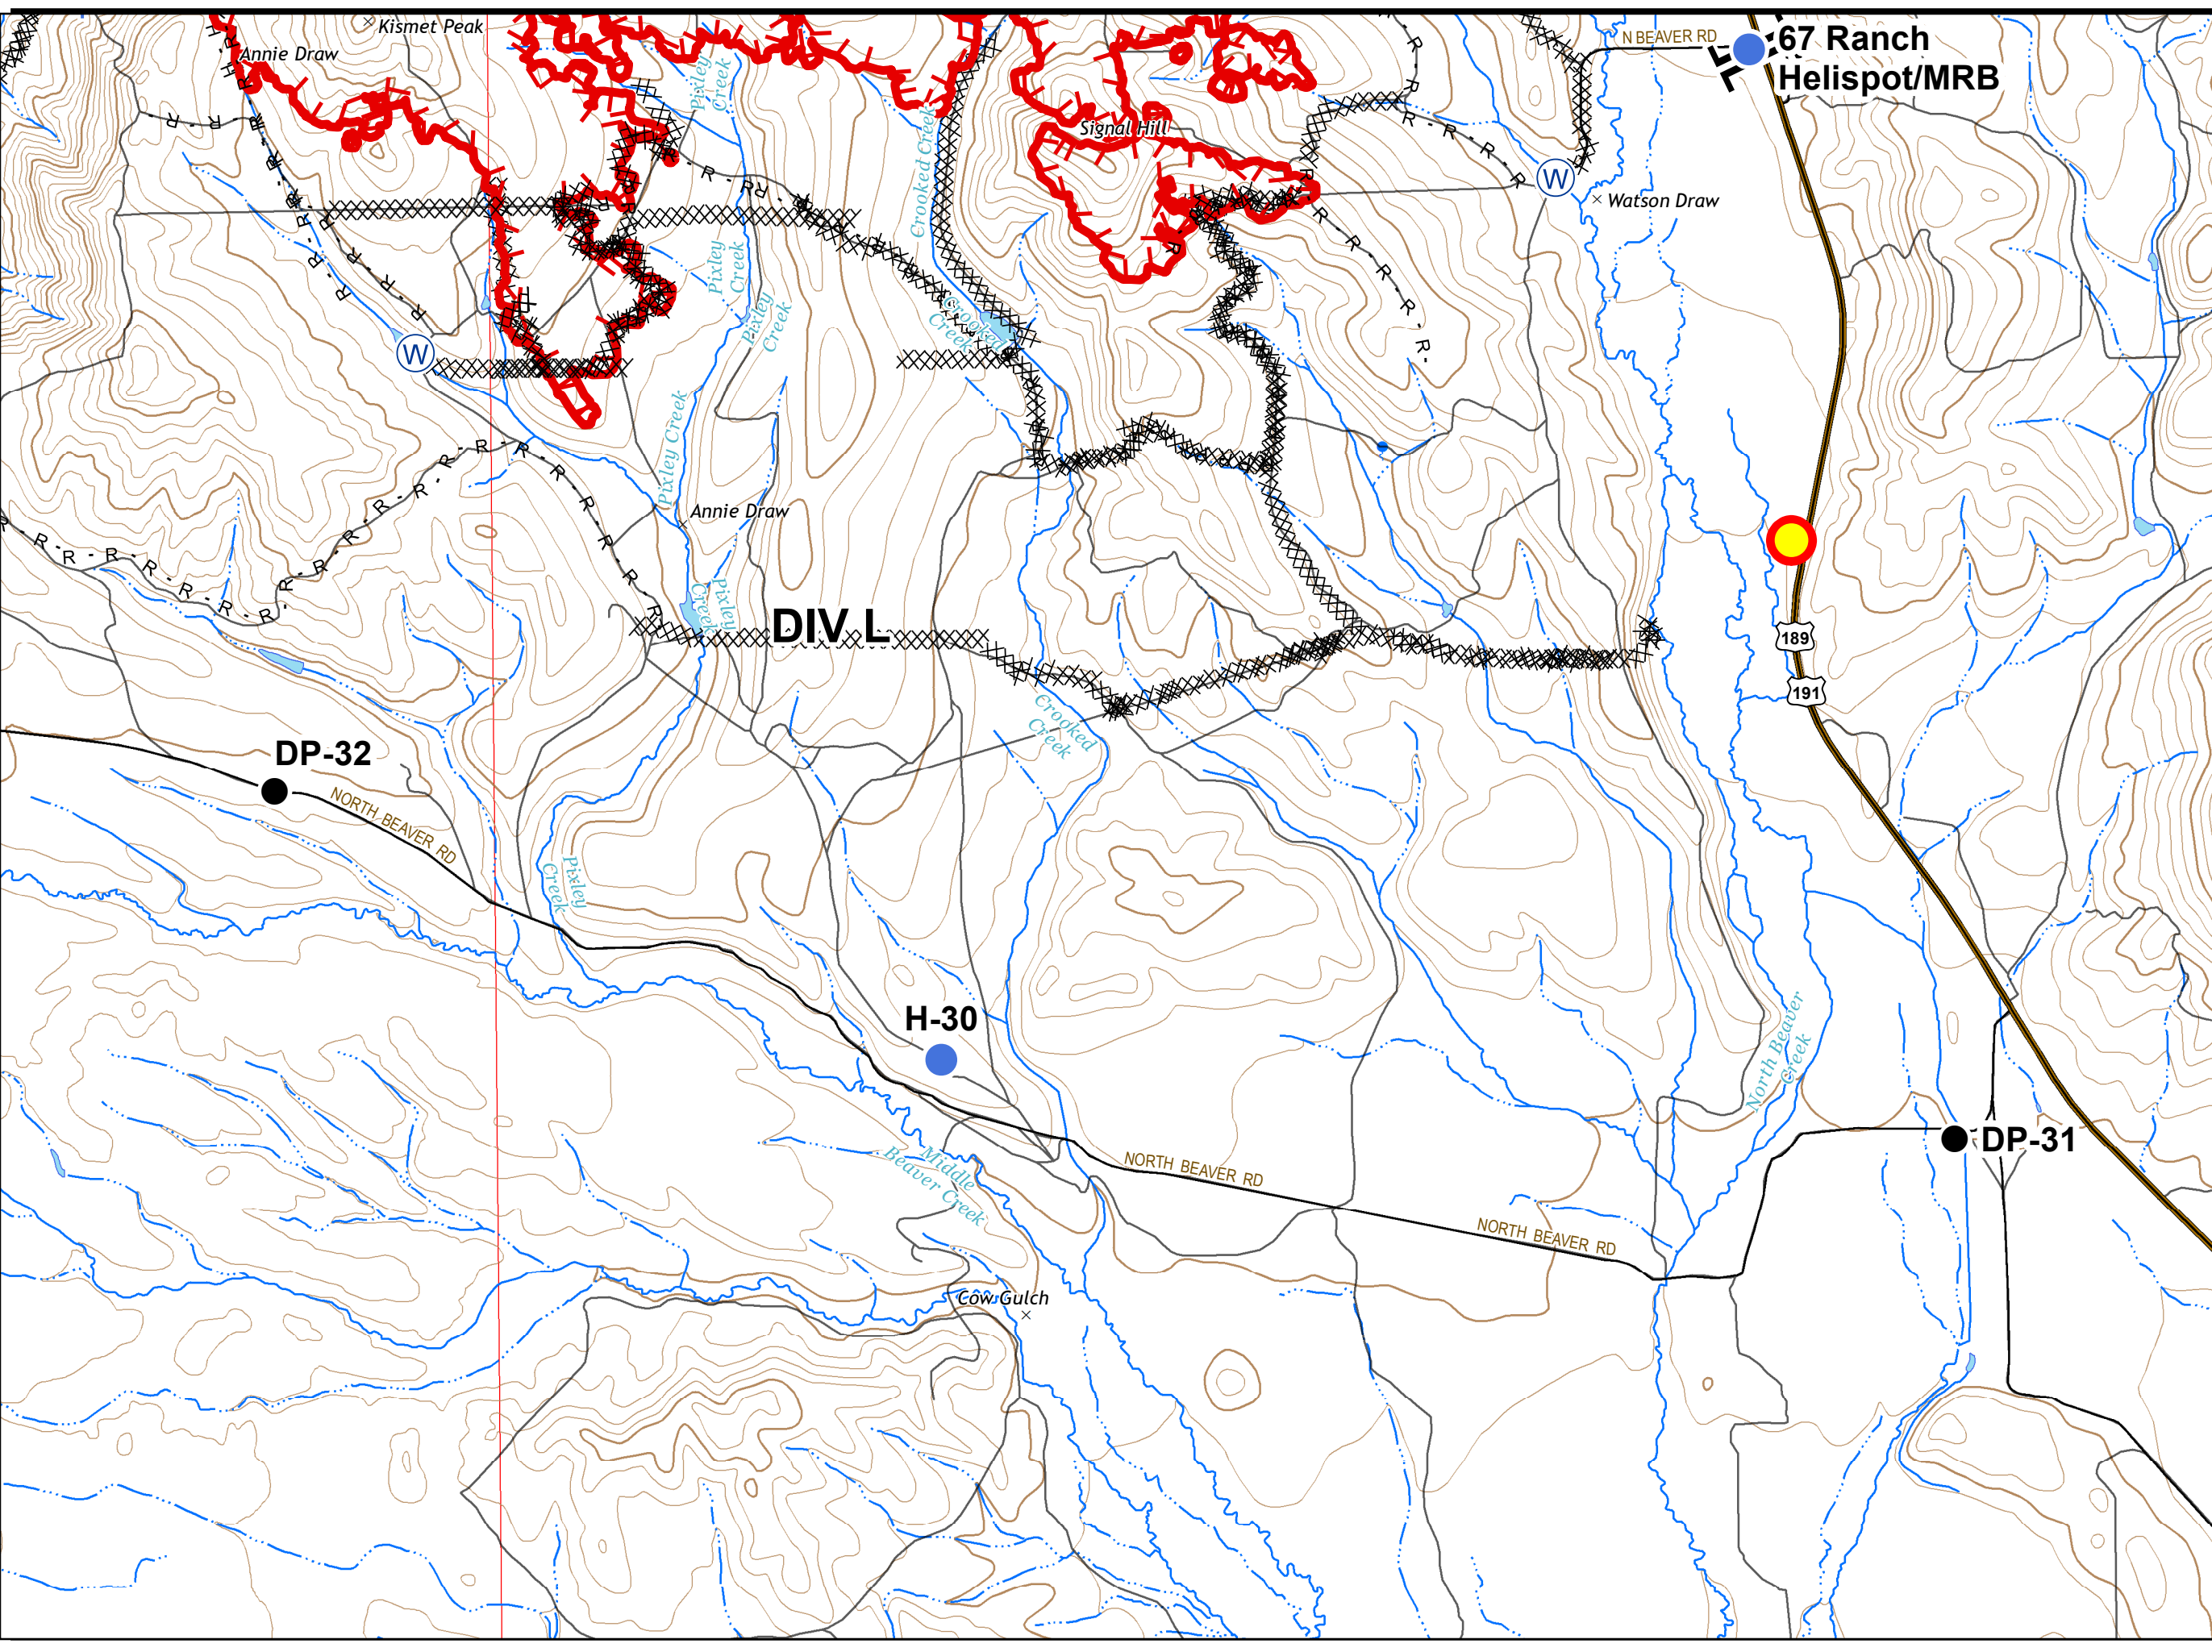 Kismet Peak
Annie Draw
N BEAVER RD
67 Ranch
Helispot/MRB
Pixley
Creek
Crooked Creek
Signal Hill
W
Watson Draw
Pixley
Creek
Pixley
Creek
Crooked
Creek
W
Pixley Creek
Annie Draw
Pixley
Creek
DIV L
189
191
Crooked
Creek
DP-32
NORTH BEAVER RD
Pixley
Creek
H-30
North Beaver
Creek
DP-31
Middle
Beaver Creek
NORTH BEAVER RD
NORTH BEAVER RD
Cow Gulch